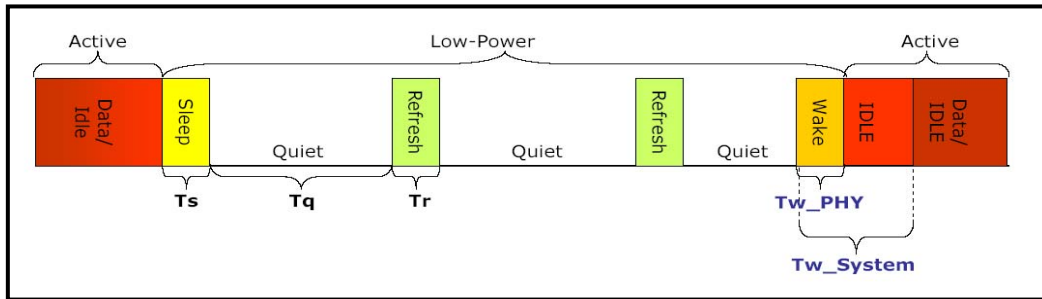 Active
Low-Power
Active
Data/
Idle
Sleep
Quiet
Refresh
Quiet
Refresh
Quiet
Wake
IDLE
Data/
IDLE
Ts
Tq
Tr
Tw_PHY
Tw_System